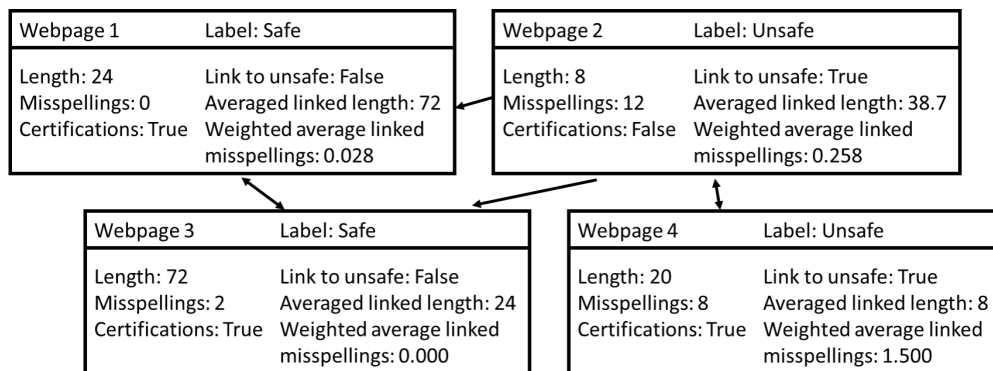 Webpage 1 Label: Safe
Length: 24 Link to unsafe: False
Misspellings: 0 Averaged linked length: 72
Certifications: True Weighted average linked
misspellings: 0.028
Webpage 2 Label: Unsafe
Length: 8 Link to unsafe: True
Misspellings: 12 Averaged linked length: 38.7
Certifications: False Weighted average linked
misspellings: 0.258
Webpage 3 Label: Safe
Length: 72 Link to unsafe: False
Misspellings: 2 Averaged linked length: 24
Certifications: True Weighted average linked
misspellings: 0.000
Webpage 4 Label: Unsafe
Length: 20 Link to unsafe: True
Misspellings: 8 Averaged linked length: 8
Certifications: True Weighted average linked
misspellings: 1.500